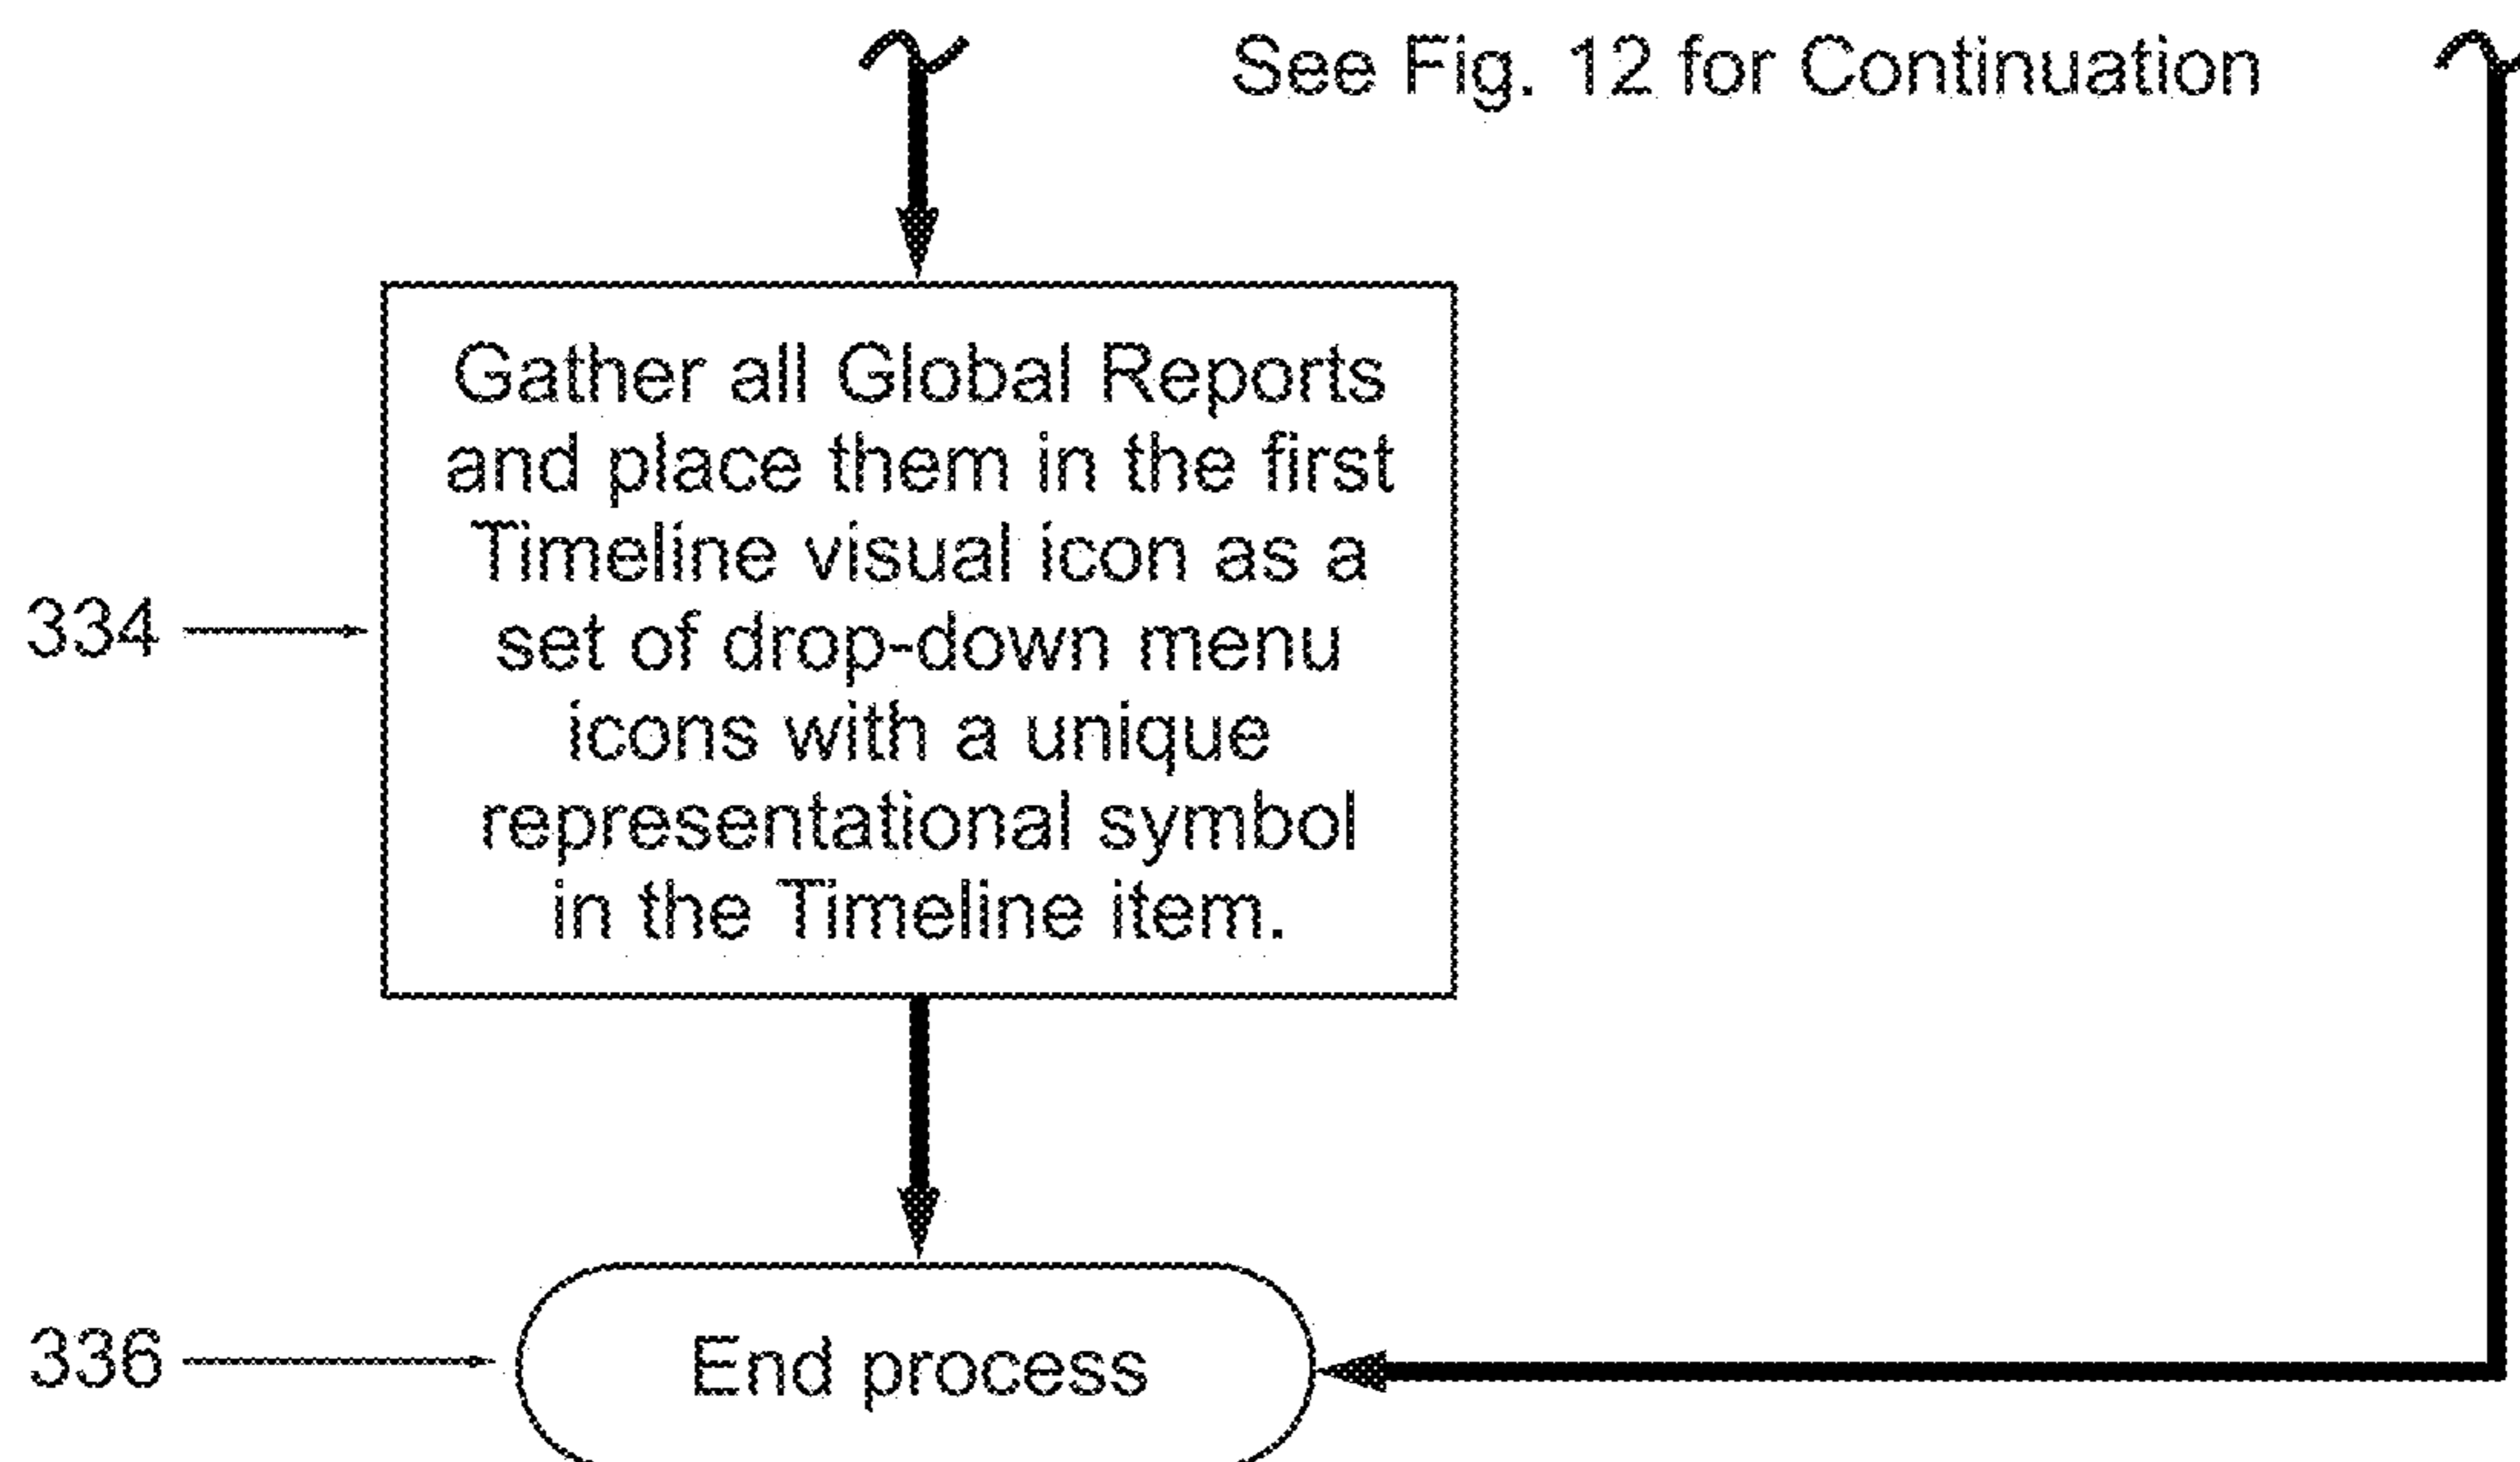 See Fig. 12 for Continuation
Gather all Global Reports
and place them in the first
Timeline visual icon as a
set of drop-down menu
icons with a unique
representational symbol
in the Timeline item.
334
End process
336